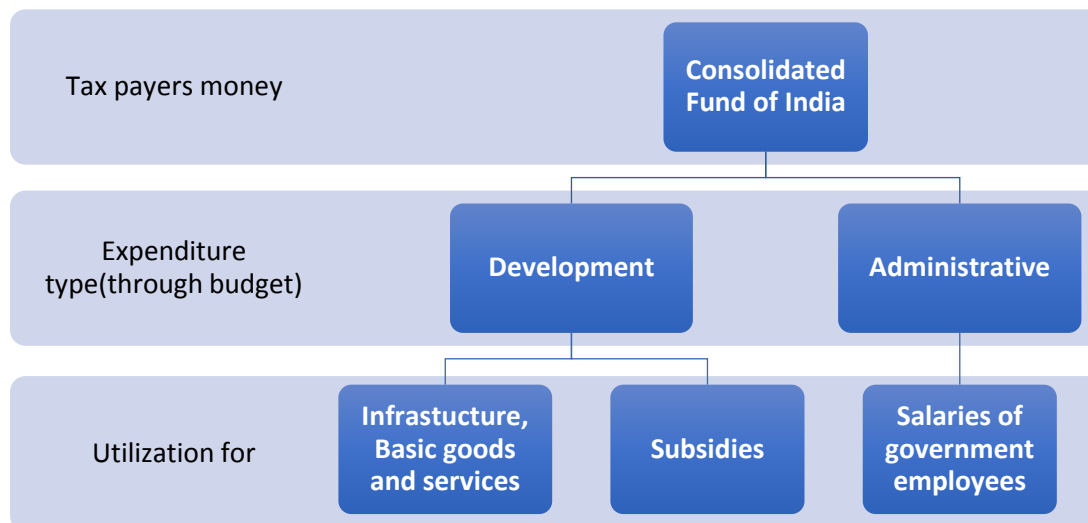 Tax payers money
Consolidated
Fund of India
Expenditure
type(through budget)
Development
Administrative
Utilization for
Infrastucture,
Basic goods
and services
Subsidies
Salaries of
government
employees